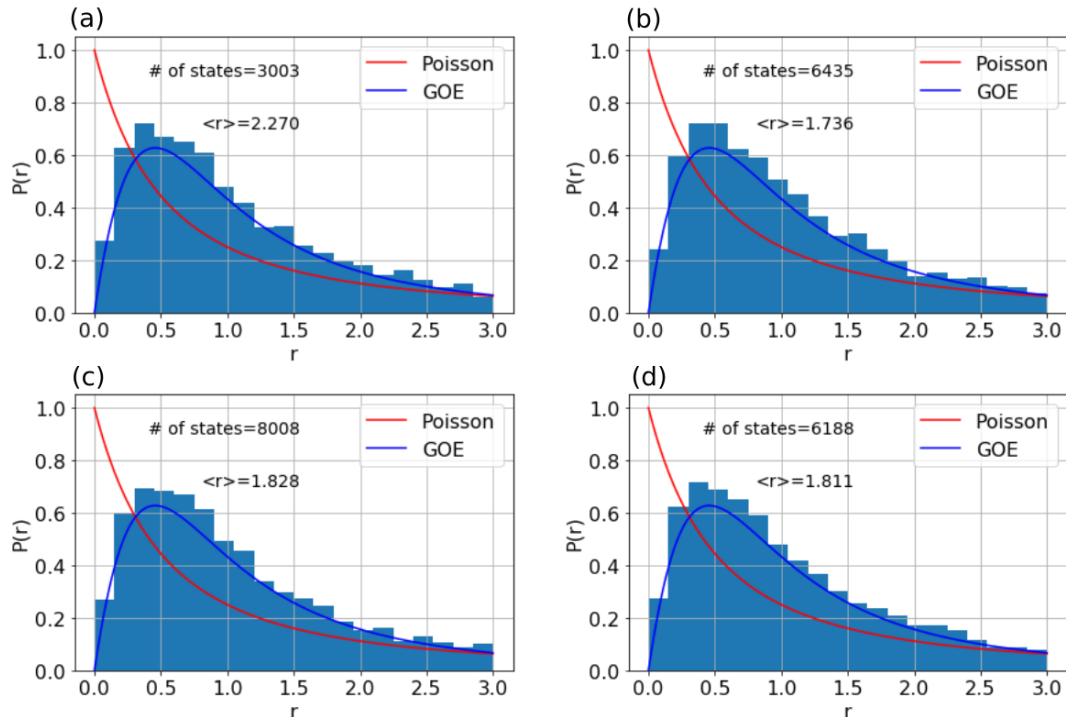 (a)
1.0
0.8
0.6
0.4
0.2
0.0
P(r)
# of states=3003
<r>=2.270
Poisson
GOE
0.0 0.5 1.0 1.5 2.0 2.5 3.0
r
(b)
1.0
0.8
0.6
0.4
0.2
0.0
P(r)
# of states=6435
<r>=1.736
Poisson
GOE
0.0 0.5 1.0 1.5 2.0 2.5 3.0
r
(c)
1.0
0.8
0.6
0.4
0.2
0.0
P(r)
# of states=8008
<r>=1.828
Poisson
GOE
0.0 0.5 1.0 1.5 2.0 2.5 3.0
r
(d)
1.0
0.8
0.6
0.4
0.2
0.0
P(r)
# of states=6188
<r>=1.811
Poisson
GOE
0.0 0.5 1.0 1.5 2.0 2.5 3.0
r